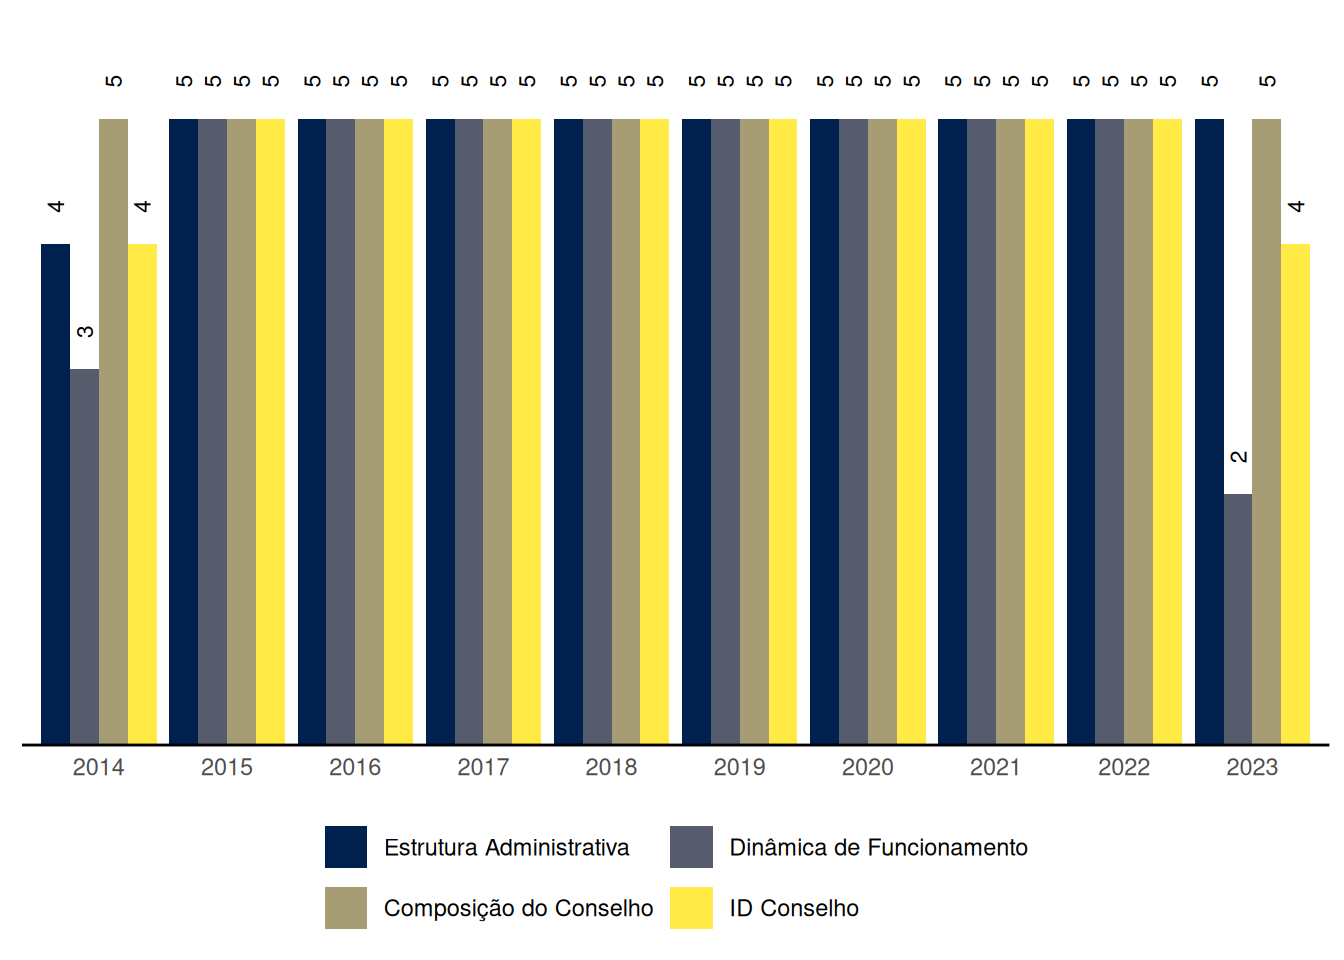 5 5 5 5 5 5 5 5 5 5 5 5 5 5 5 5 5 5 5 5 5 5 5 5 5 5 5 5 5 5 5 5 5 5 5
4 4 4
3
2
2014 2015 2016 2017 2018 2019 2020 2021 2022 2023
Estrutura Administrativa Dinâmica de Funcionamento
Composição do Conselho ID Conselho